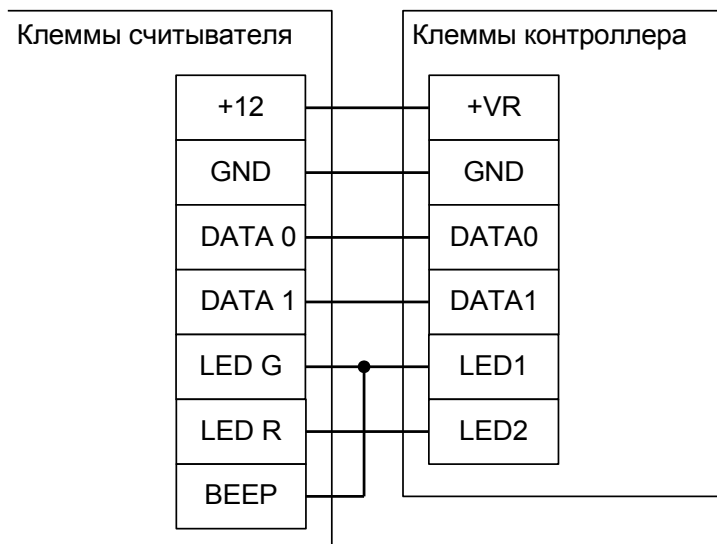 Клеммы считывателя
Клеммы контроллера
+12
+VR
GND
GND
DATA 0
DATA0
DATA 1
DATA1
LED G
LED1
LED R
LED2
BEEP